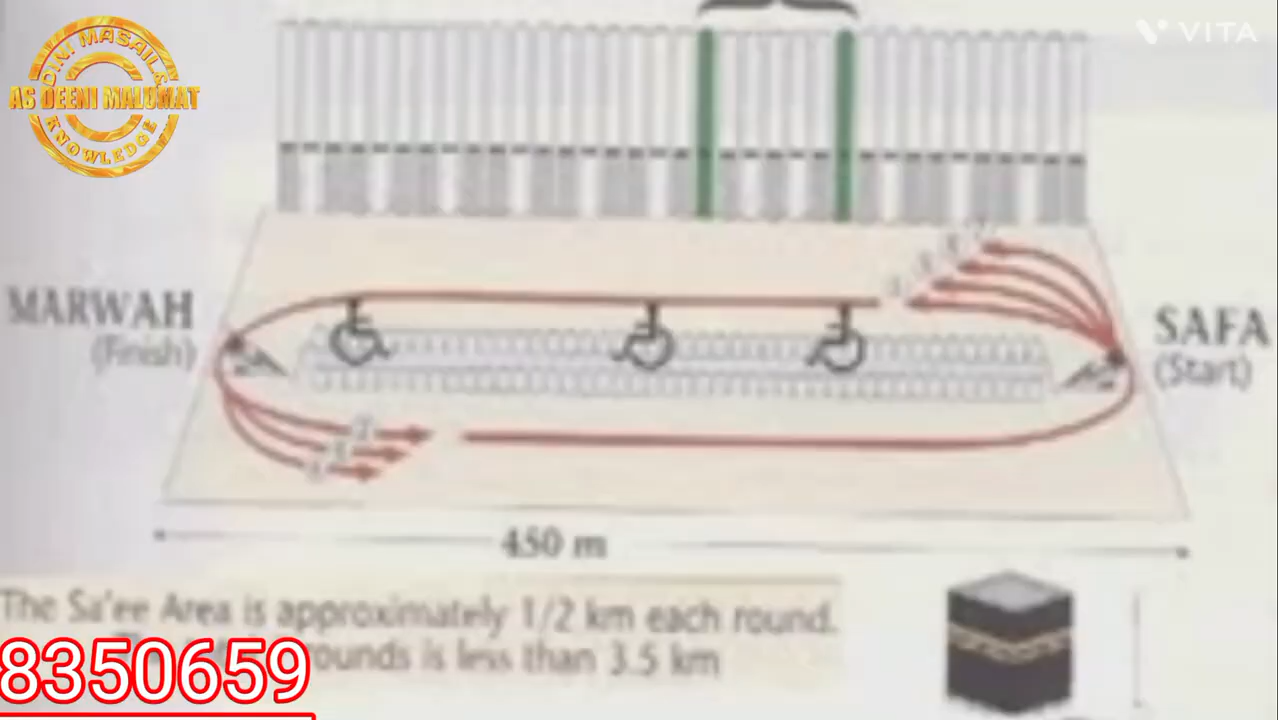 DINI MASAIL &
AS DEENI MALUMAT
KNOWLEDGE
VITA
MARWAH
(Finish)
SAFA
(Start)
450 m
The Sa'ee Area is approximately 1/2 km each round.
rounds is less than 3.5 km
8350659